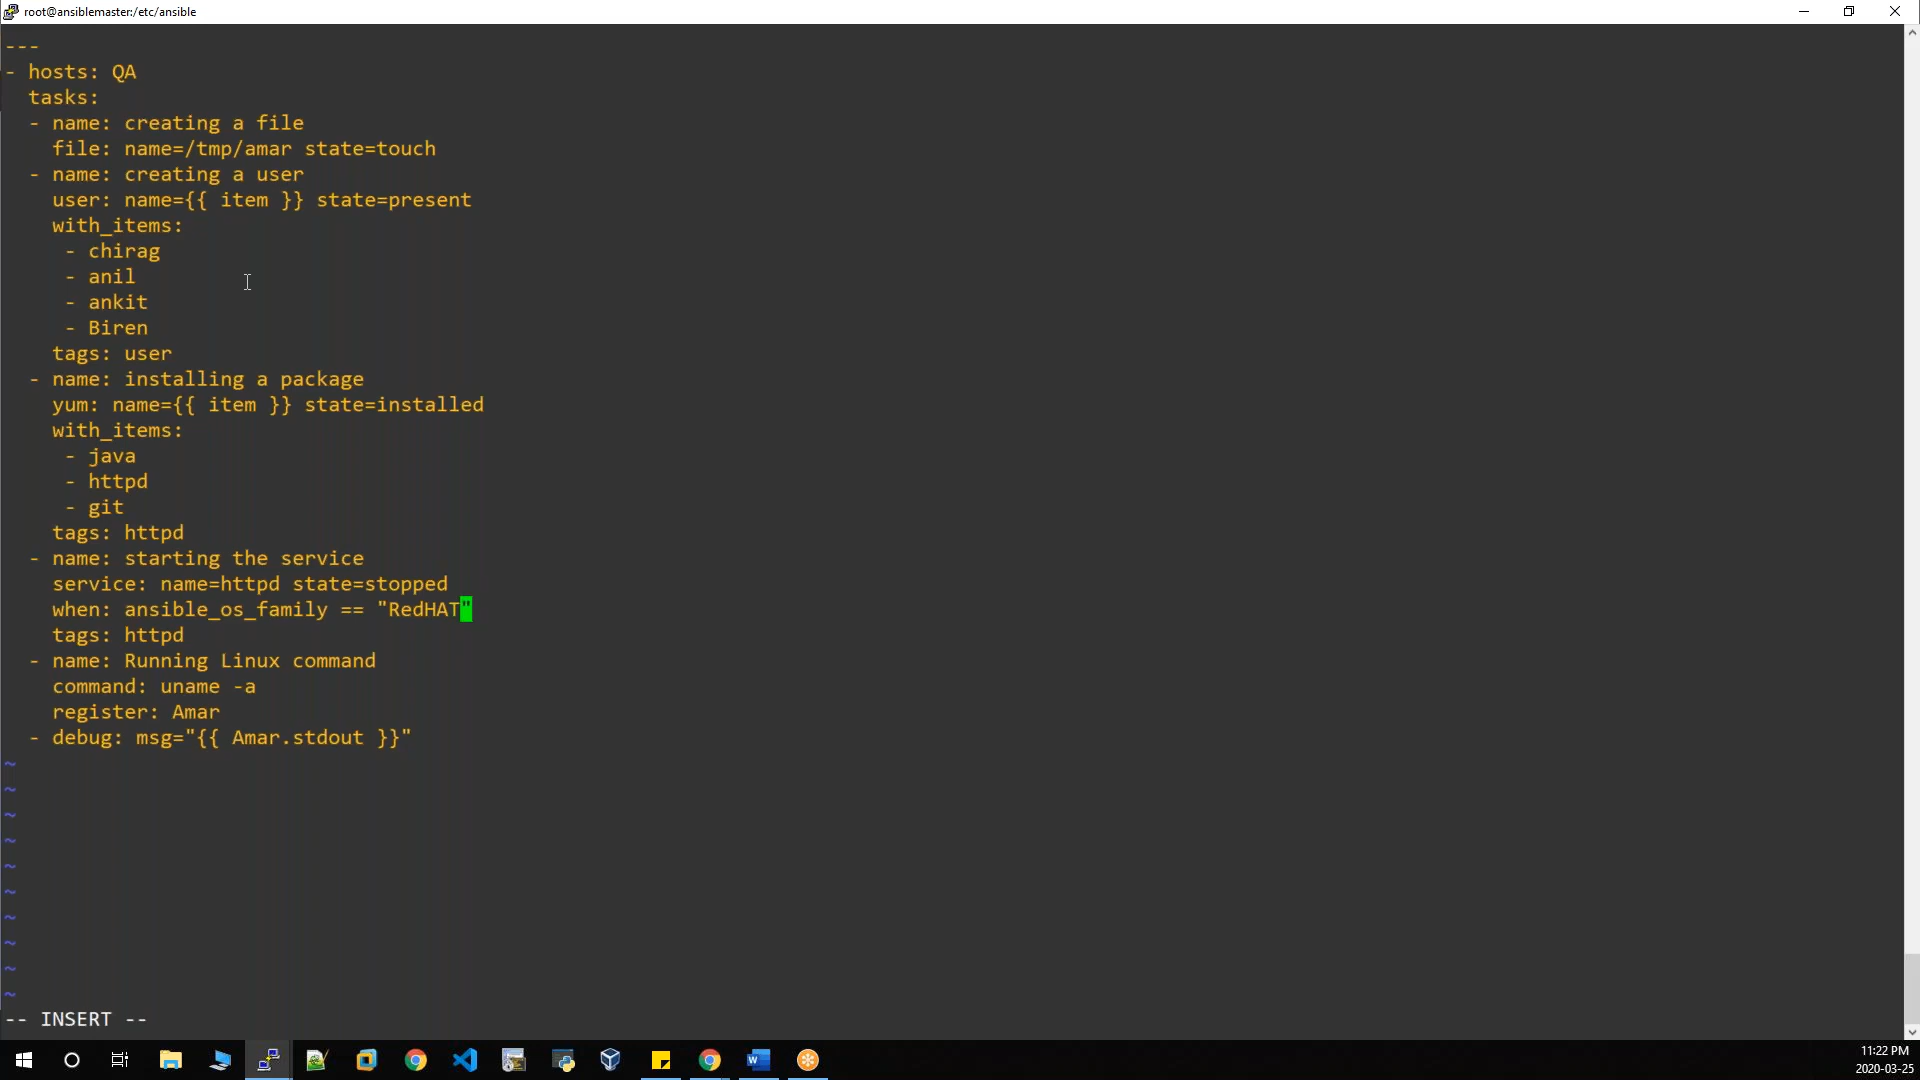 root@ansiblemaster:/etc/ansible
---
- hosts: QA
  tasks:
  - name: creating a file
    file: name=/tmp/amar state=touch
  - name: creating a user
    user: name={{ item }} state=present
    with_items:
     - chirag
     - anil
     - ankit
     - Biren
    tags: user
  - name: installing a package
    yum: name={{ item }} state=installed
    with_items:
     - java
     - httpd
     - git
    tags: httpd
  - name: starting the service
    service: name=httpd state=stopped
    when: ansible_os_family == "RedHAT"
    tags: httpd
  - name: Running Linux command
    command: uname -a
    register: Amar
  - debug: msg="{{ Amar.stdout }}"
~
~
~
~
~
~
~
~
~
~
-- INSERT --
11:22 PM
2020-03-25